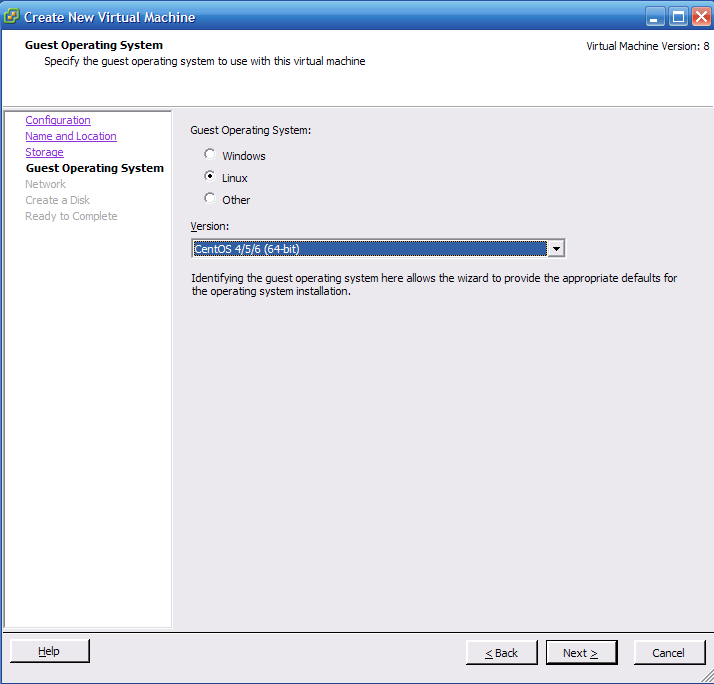 Create New Virtual Machine
Guest Operating System
Virtual Machine Version: 8
Specify the guest operating system to use with this virtual machine
Configuration
Name and Location
Storage
Guest Operating System
Network
Create a Disk
Ready to Complete
Guest Operating System:
Windows
Linux
Other
Version:
CentOS 4/5/6 (64-bit)
Identifying the guest operating system here allows the wizard to provide the appropriate defaults for
the operating system installation.
Help
< Back
Next >
Cancel